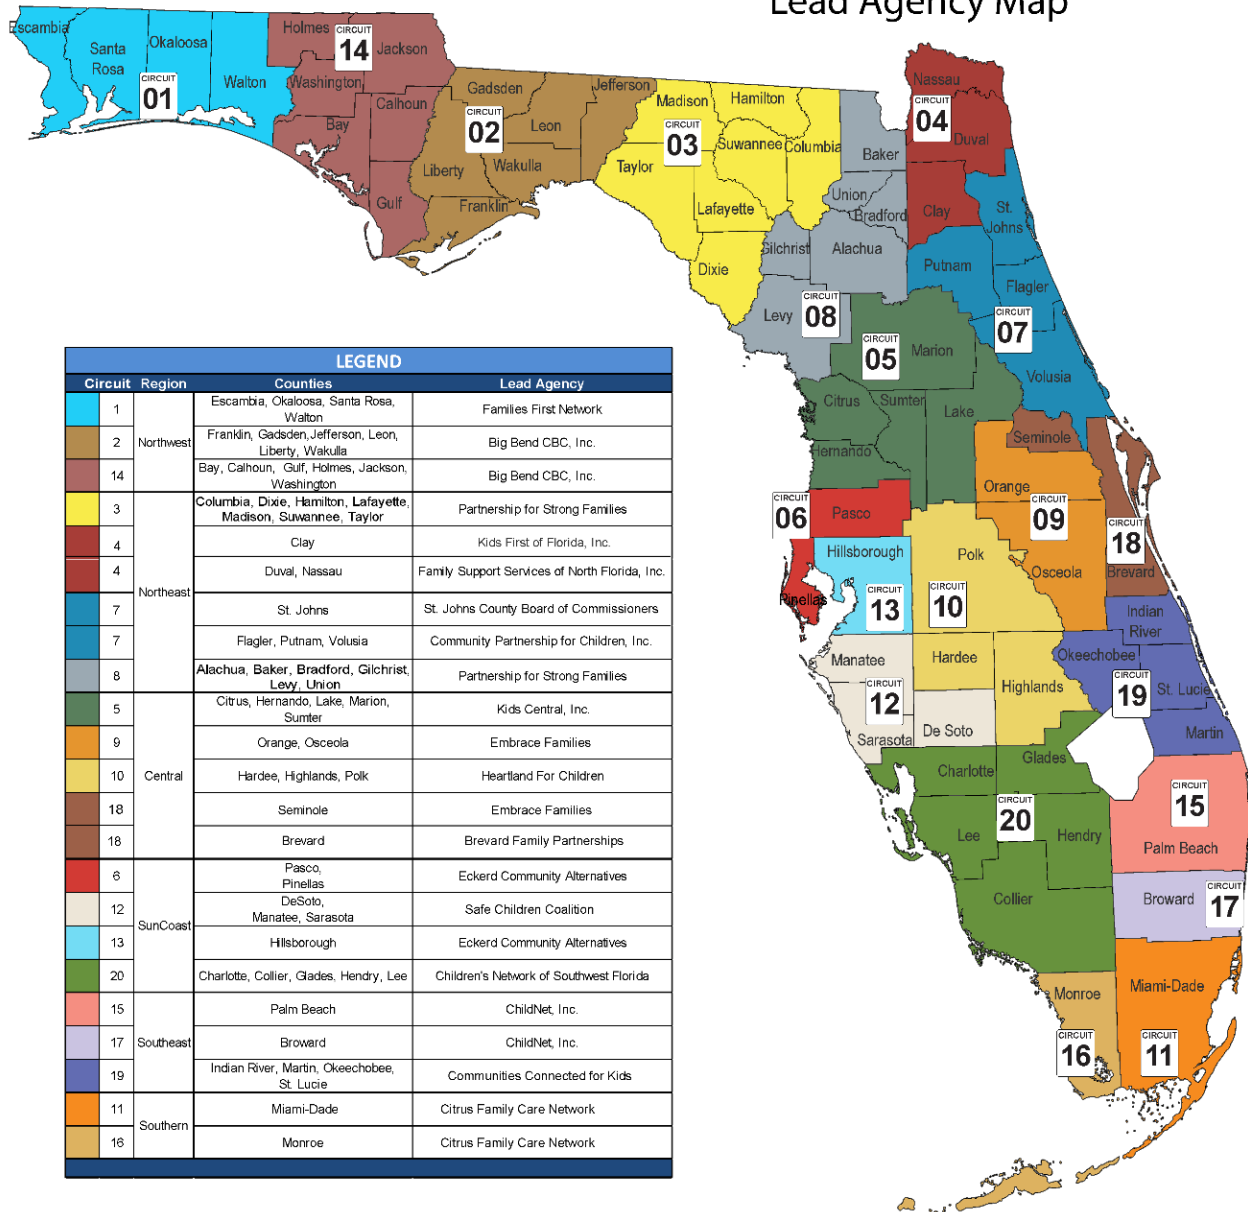 Lead Agency Map
Escambia
Santa
Rosa
Okaloosa
Walton
CIRCUIT
01
Holmes
CIRCUIT
14
Jackson
Washington
Calhoun
Bay
Gulf
Gadsden
Jefferson
CIRCUIT
02
Leon
Liberty
Wakulla
Franklin
Madison
Hamilton
CIRCUIT
03
Suwannee
Columbia
Taylor
Lafayette
Dixie
Nassau
CIRCUIT
04
Duval
Clay
Baker
Union
Bradford
Gilchrist
Alachua
Levy
CIRCUIT
08
St.
Johns
Putnam
Flagler
CIRCUIT
07
Volusia
CIRCUIT
05
Marion
Citrus
Sumter
Lake
Hernando
Seminole
Orange
CIRCUIT
09
Osceola
CIRCUIT
18
Brevard
CIRCUIT
06
Pasco
Pinellas
Hillsborough
CIRCUIT
13
Polk
CIRCUIT
10
Hardee
Highlands
Manatee
CIRCUIT
12
Sarasota
De Soto
Indian
River
Okeechobee
CIRCUIT
19
St. Lucie
Martin
Charlotte
Glades
CIRCUIT
20
Lee
Hendry
Collier
CIRCUIT
15
Palm Beach
Broward
CIRCUIT
17
Monroe
CIRCUIT
16
Miami-Dade
CIRCUIT
11
LEGEND
Circuit Region Counties Lead Agency
1 Escambia, Okaloosa, Santa Rosa,
Walton Families First Network
Northwest
2 Franklin, Gadsden,Jefferson, Leon,
Liberty, Wakulla Big Bend CBC, Inc.
14 Bay, Calhoun, Gulf, Holmes, Jackson,
Washington Big Bend CBC, Inc.
3 Columbia, Dixie, Hamilton, Lafayette,
Madison, Suwannee, Taylor Partnership for Strong Families
4 Clay Kids First of Florida, Inc.
4 Duval, Nassau Family Support Services of North Florida, Inc.
Northeast
7 St. Johns St. Johns County Board of Commissioners
7 Flagler, Putnam, Volusia Community Partnership for Children, Inc.
8 Alachua, Baker, Bradford, Gilchrist,
Levy, Union Partnership for Strong Families
5 Citrus, Hernando, Lake, Marion,
Sumter Kids Central, Inc.
9 Orange, Osceola Embrace Families
10 Central Hardee, Highlands, Polk Heartland For Children
18 Seminole Embrace Families
18 Brevard Brevard Family Partnerships
6 Pasco,
Pinellas Eckerd Community Alternatives
12 DeSoto,
Manatee, Sarasota Safe Children Coalition
SunCoast
13 Hillsborough Eckerd Community Alternatives
20 Charlotte, Collier, Glades. Hendry, Lee Children's Network of Southwest Florida
15 Palm Beach ChildNet, Inc.
17 Southeast Broward ChildNet, Inc.
19 Indian River, Martin, Okeechobee,
St. Lucie Communities Connected for Kids
11 Miami-Dade Citrus Family Care Network
Southern
16 Monroe Citrus Family Care Network